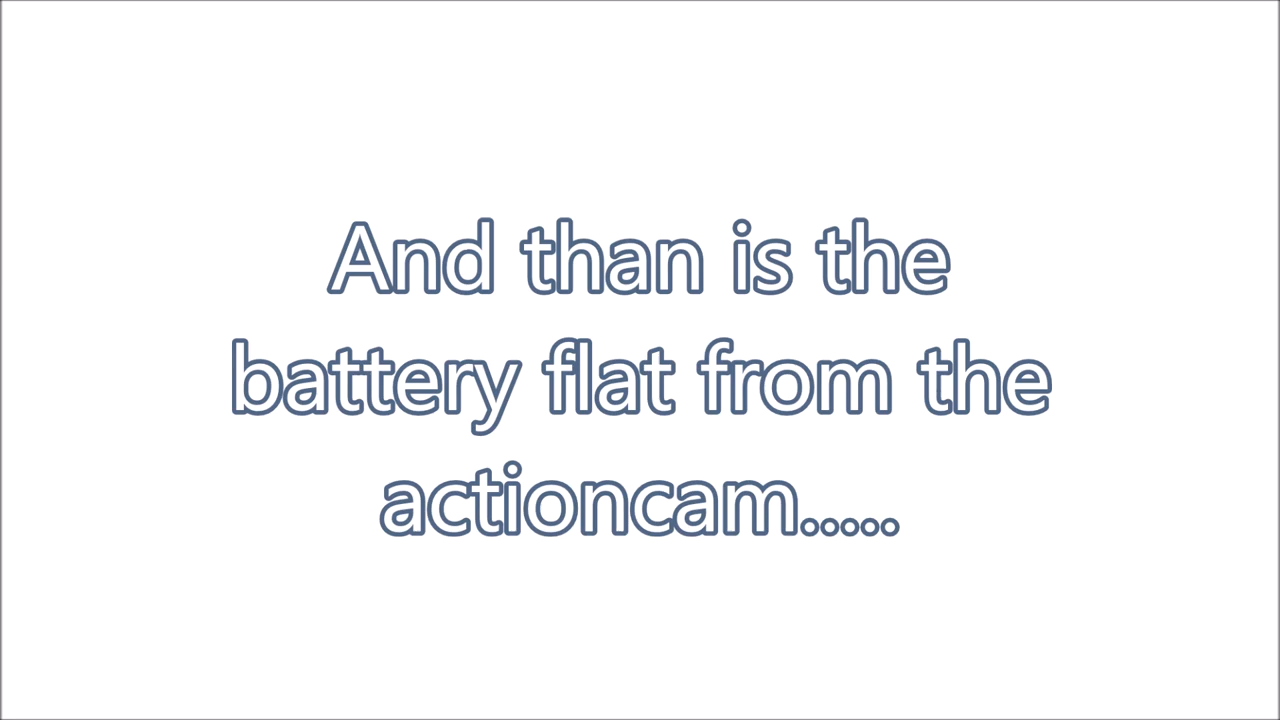 And than is the
battery flat from the
actioncam.....